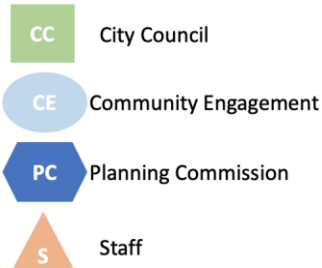 CC City Council
CE Community Engagement
PC Planning Commission
S Staff